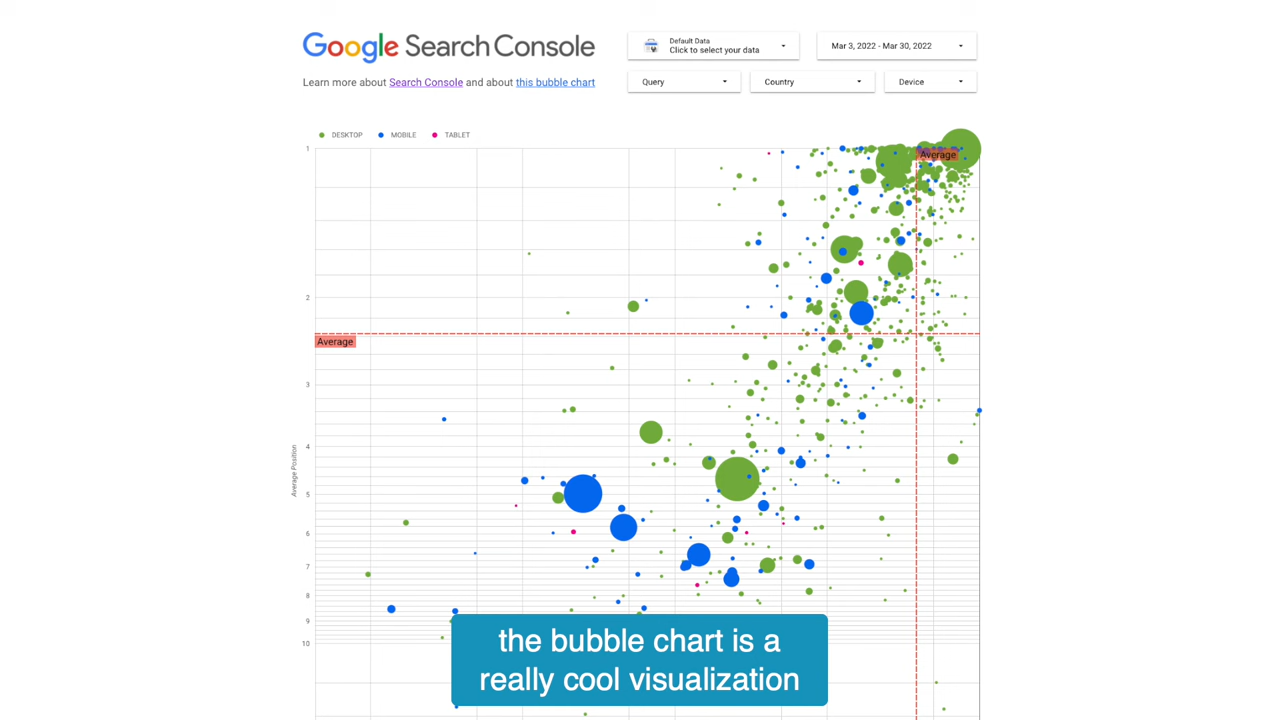 Google Search Console
Default Data
Click to select your data
Mar 3, 2022 - Mar 30, 2022
Learn more about Search Console and about this bubble chart
Query
Country
Device
DESKTOP
MOBILE
TABLET
1
Average
2
Average
3
4
Average Position
5
6
7
8
9
10
the bubble chart is a
really cool visualization